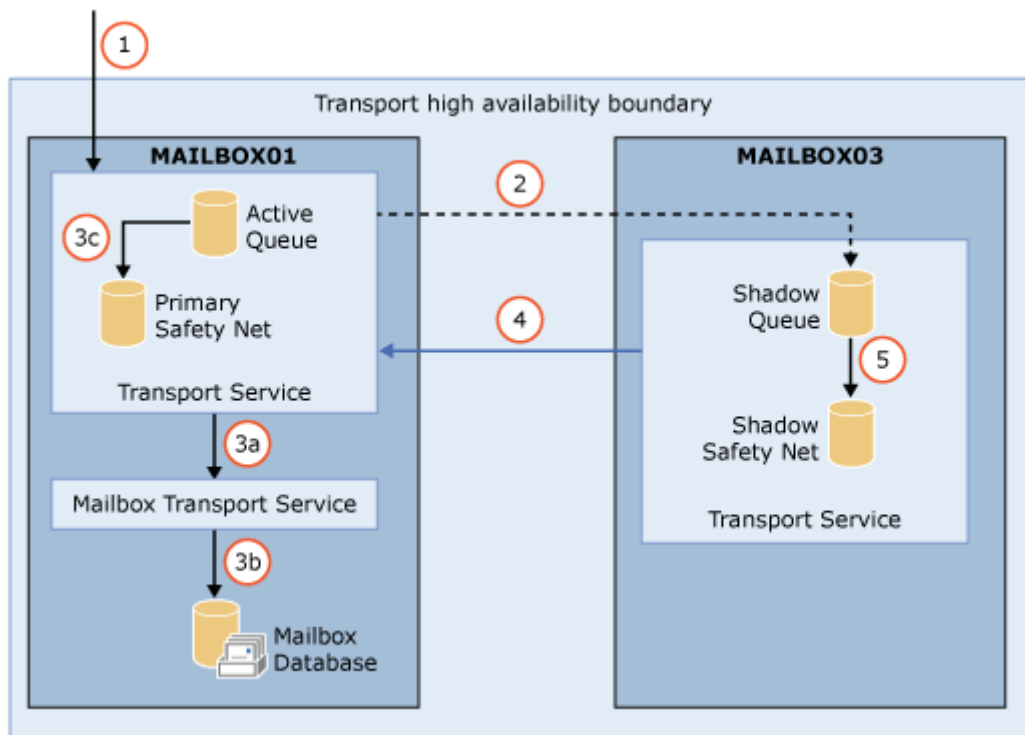 1
Transport high availability boundary
MAILBOX01
MAILBOX03
2
3c
Active
Queue
Primary
Safety Net
Shadow
Queue
4
5
Transport Service
Shadow
Safety Net
3a
Mailbox Transport Service
Transport Service
3b
Mailbox
Database